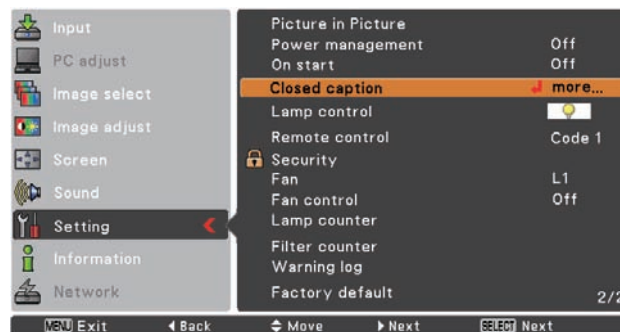 Input
PC adjust
Image select
Image adjust
Screen
Sound
Setting
Information
Network
Picture in Picture
Power management Off
On start Off
Closed caption more...
Lamp control
Remote control Code 1
Security
Fan L1
Fan control Off
Lamp counter
Filter counter
Warning log
Factory default 2/2
MENU Exit Back Move Next SELECT Next